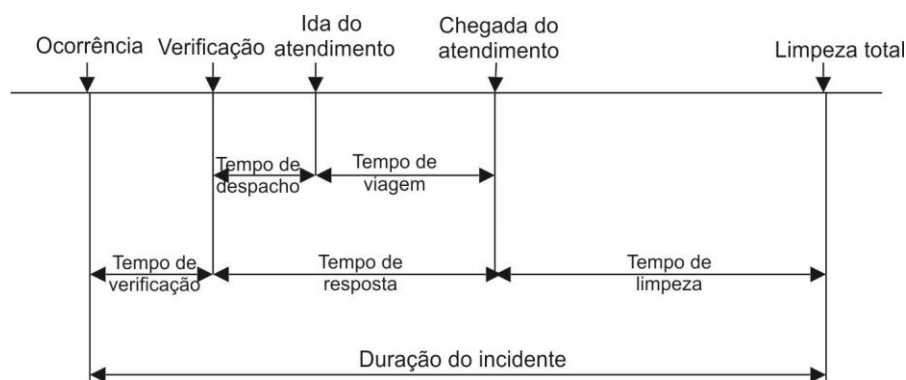 Ocorrência
Verificação
Ida do
atendimento
Chegada do
atendimento
Limpeza total
Tempo de
despacho
Tempo de
viagem
Tempo de
verificação
Tempo de
resposta
Tempo de
limpeza
Duração do incidente